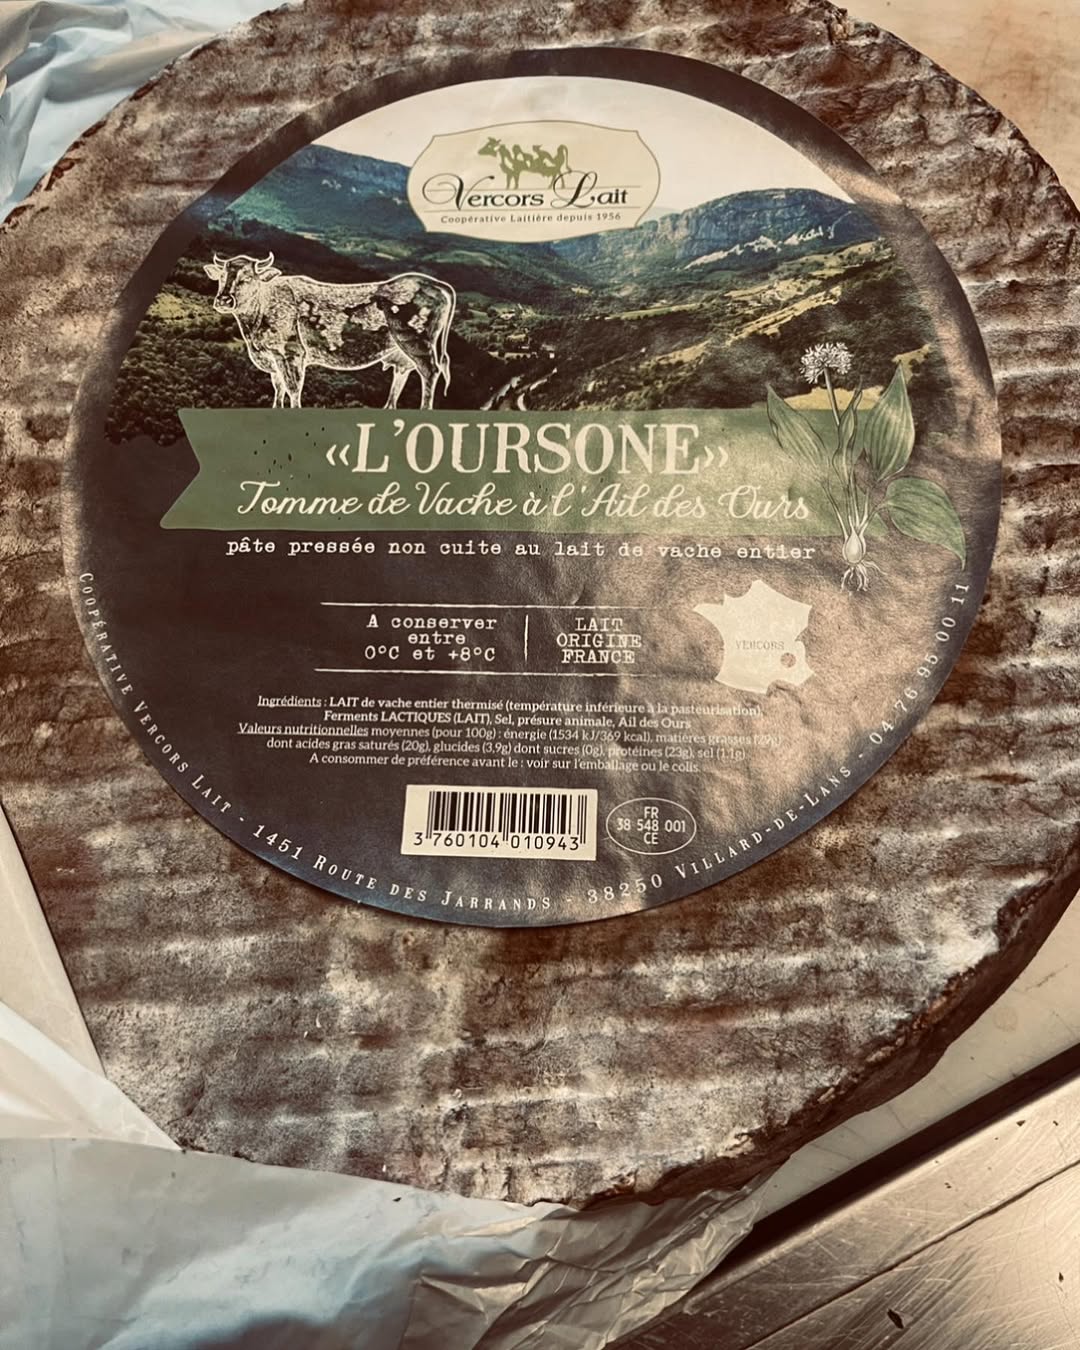 Vercors Lait
Coopérative Laitière depuis 1956
«L'OURSONE»
Tomme de Vache à l'Ail des Ours
pâte pressée non cuite au lait de vache entier
A conserver
entre
0°C et +8°C
LAIT
ORIGINE
FRANCE
VERCORS
Ingrédients : LAIT de vache entier thermisé (température inférieure à la pasteurisation),
Ferments LACTIQUES (LAIT), Sel, présure animale, Ail des Ours
Valeurs nutritionnelles moyennes (pour 100g) : énergie (1534 kJ/369 kcal), matières grasses (29g)
dont acides gras saturés (20g), glucides (3,9g) dont sucres (0g), protéines (23g), sel (1,1g)
A consommer de préférence avant le : voir sur l'emballage ou le colis.
3 760104 010943
FR
38 548 001
CE
COOPÉRATIVE VERCORS LAIT - 1451 ROUTE DES JARRANDS - 38250 VILLARD-DE-LANS - 04 76 95 00 11